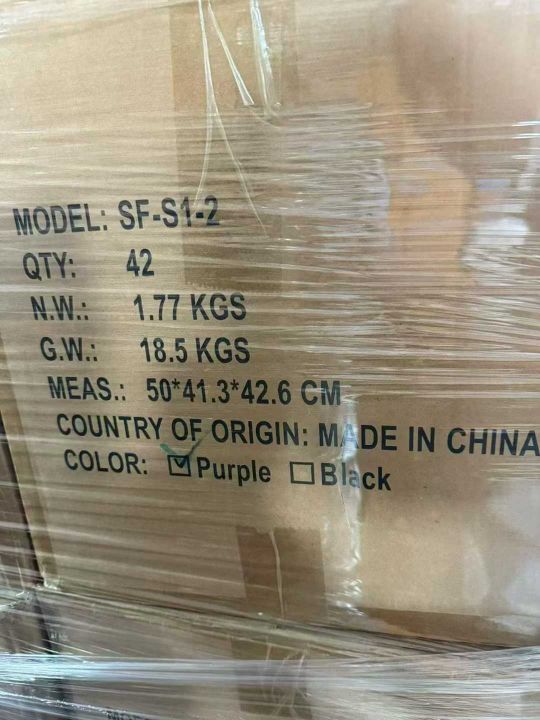 MODEL: SF-S1-2
QTY: 42
N.W.: 1.77 KGS
G.W.: 18.5 KGS
MEAS.: 50*41.3*42.6 CM
COUNTRY OF ORIGIN: MADE IN CHINA
COLOR: ☑Purple ☐Black